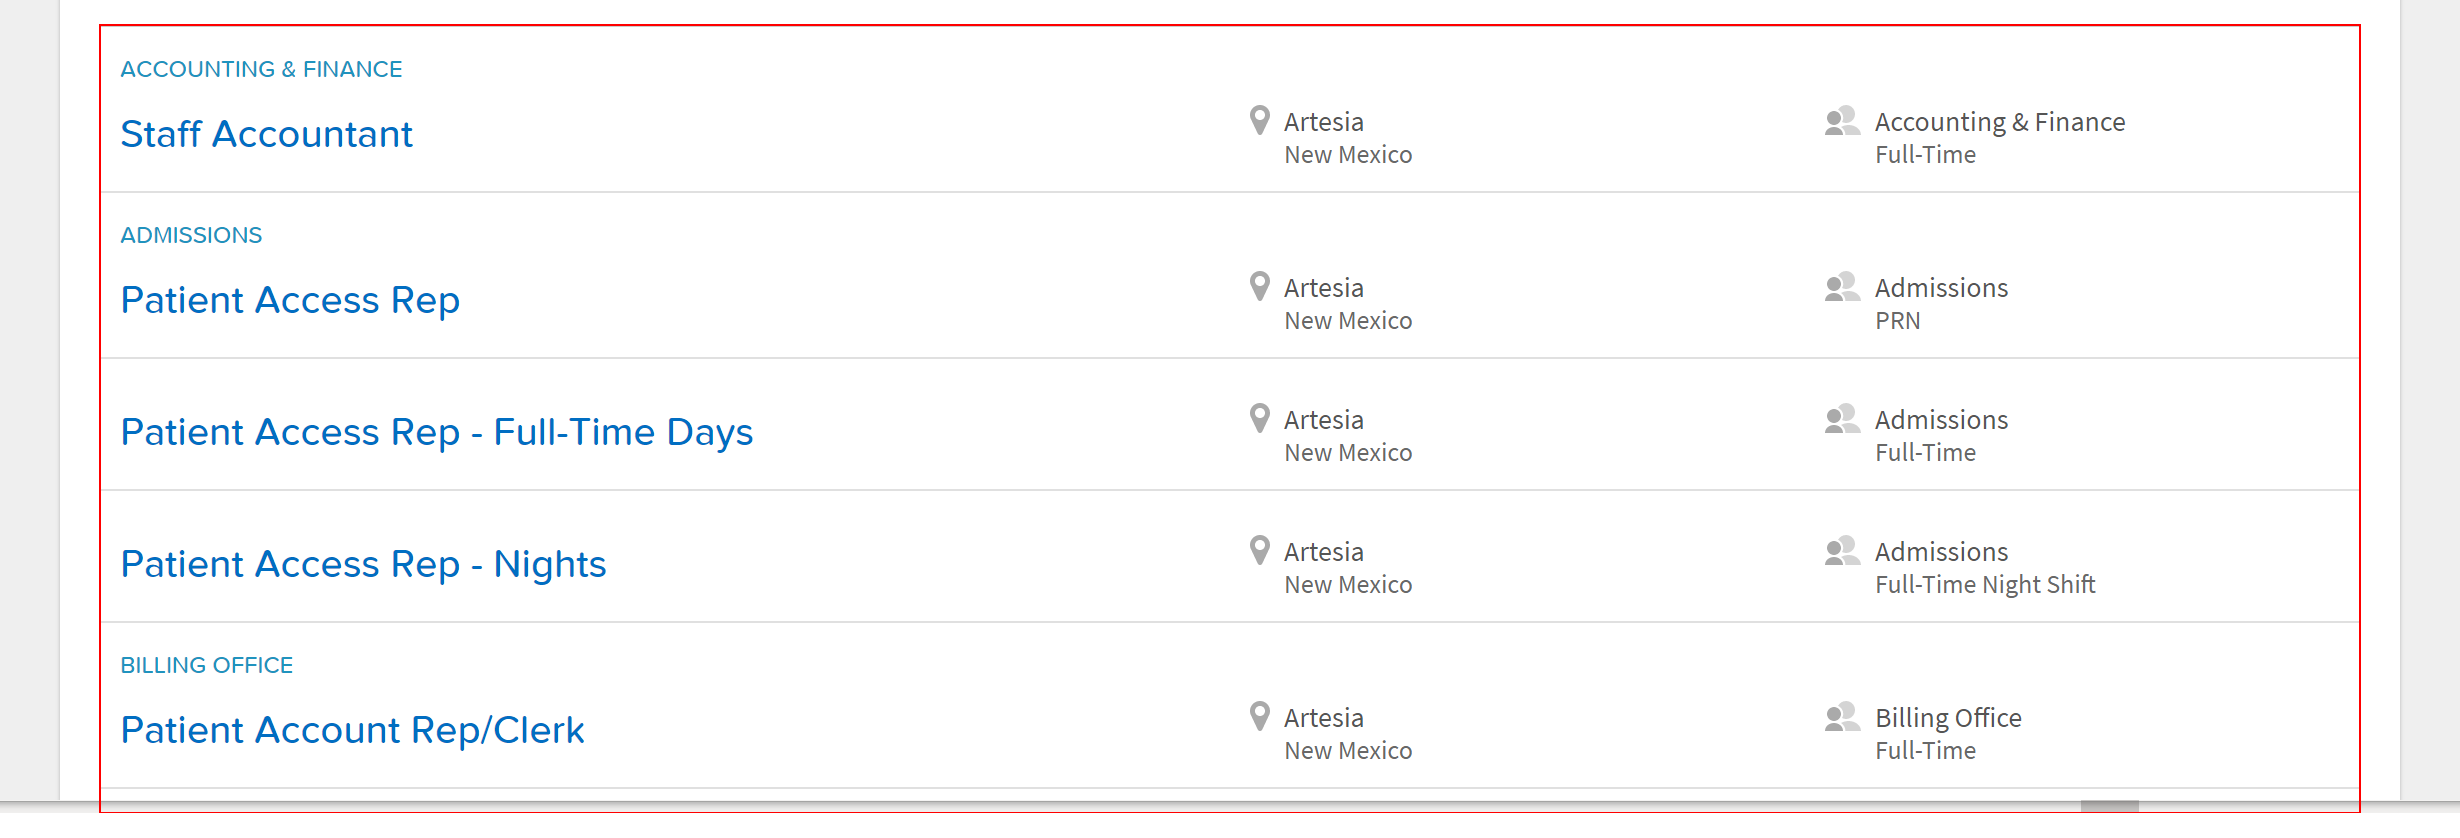 ACCOUNTING & FINANCE
Staff Accountant
Artesia
New Mexico
Accounting & Finance
Full-Time
ADMISSIONS
Patient Access Rep
Artesia
New Mexico
Admissions
PRN
Patient Access Rep - Full-Time Days
Artesia
New Mexico
Admissions
Full-Time
Patient Access Rep - Nights
Artesia
New Mexico
Admissions
Full-Time Night Shift
BILLING OFFICE
Patient Account Rep/Clerk
Artesia
New Mexico
Billing Office
Full-Time